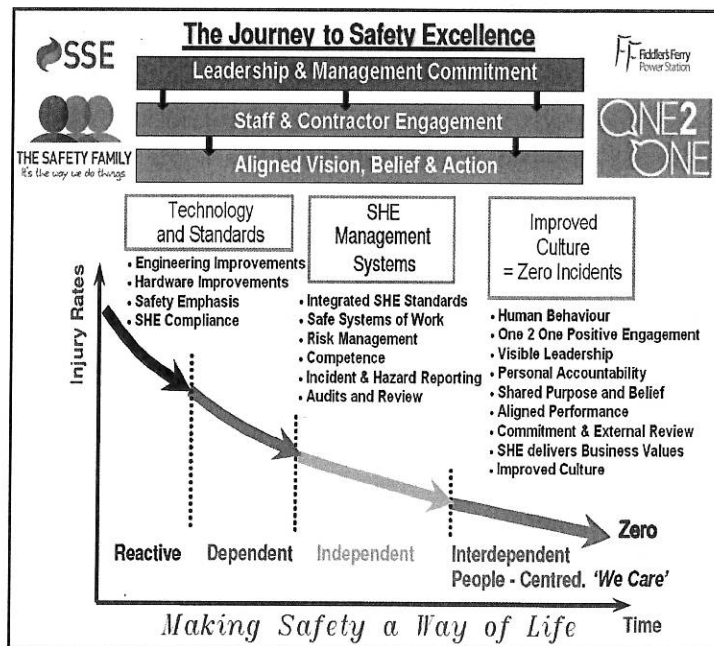 The Journey to Safety Excellence
SSE
Fiddler's Ferry
Power Station
Leadership & Management Commitment
Staff & Contractor Engagement
Aligned Vision, Belief & Action
THE SAFETY FAMILY
It's the way we do things
ONE2
ONE
Technology
and Standards
• Engineering Improvements
• Hardware Improvements
• Safety Emphasis
• SHE Compliance
SHE
Management
Systems
• Integrated SHE Standards
• Safe Systems of Work
• Risk Management
• Competence
• Incident & Hazard Reporting
• Audits and Review
Improved
Culture
= Zero Incidents
• Human Behaviour
• One 2 One Positive Engagement
• Visible Leadership
• Personal Accountability
• Shared Purpose and Belief
• Aligned Performance
• Commitment & External Review
• SHE delivers Business Values
• Improved Culture
Injury Rates
Zero
Reactive
Dependent
Independent
Interdependent
People - Centred. 'We Care'
Making Safety a Way of Life
Time